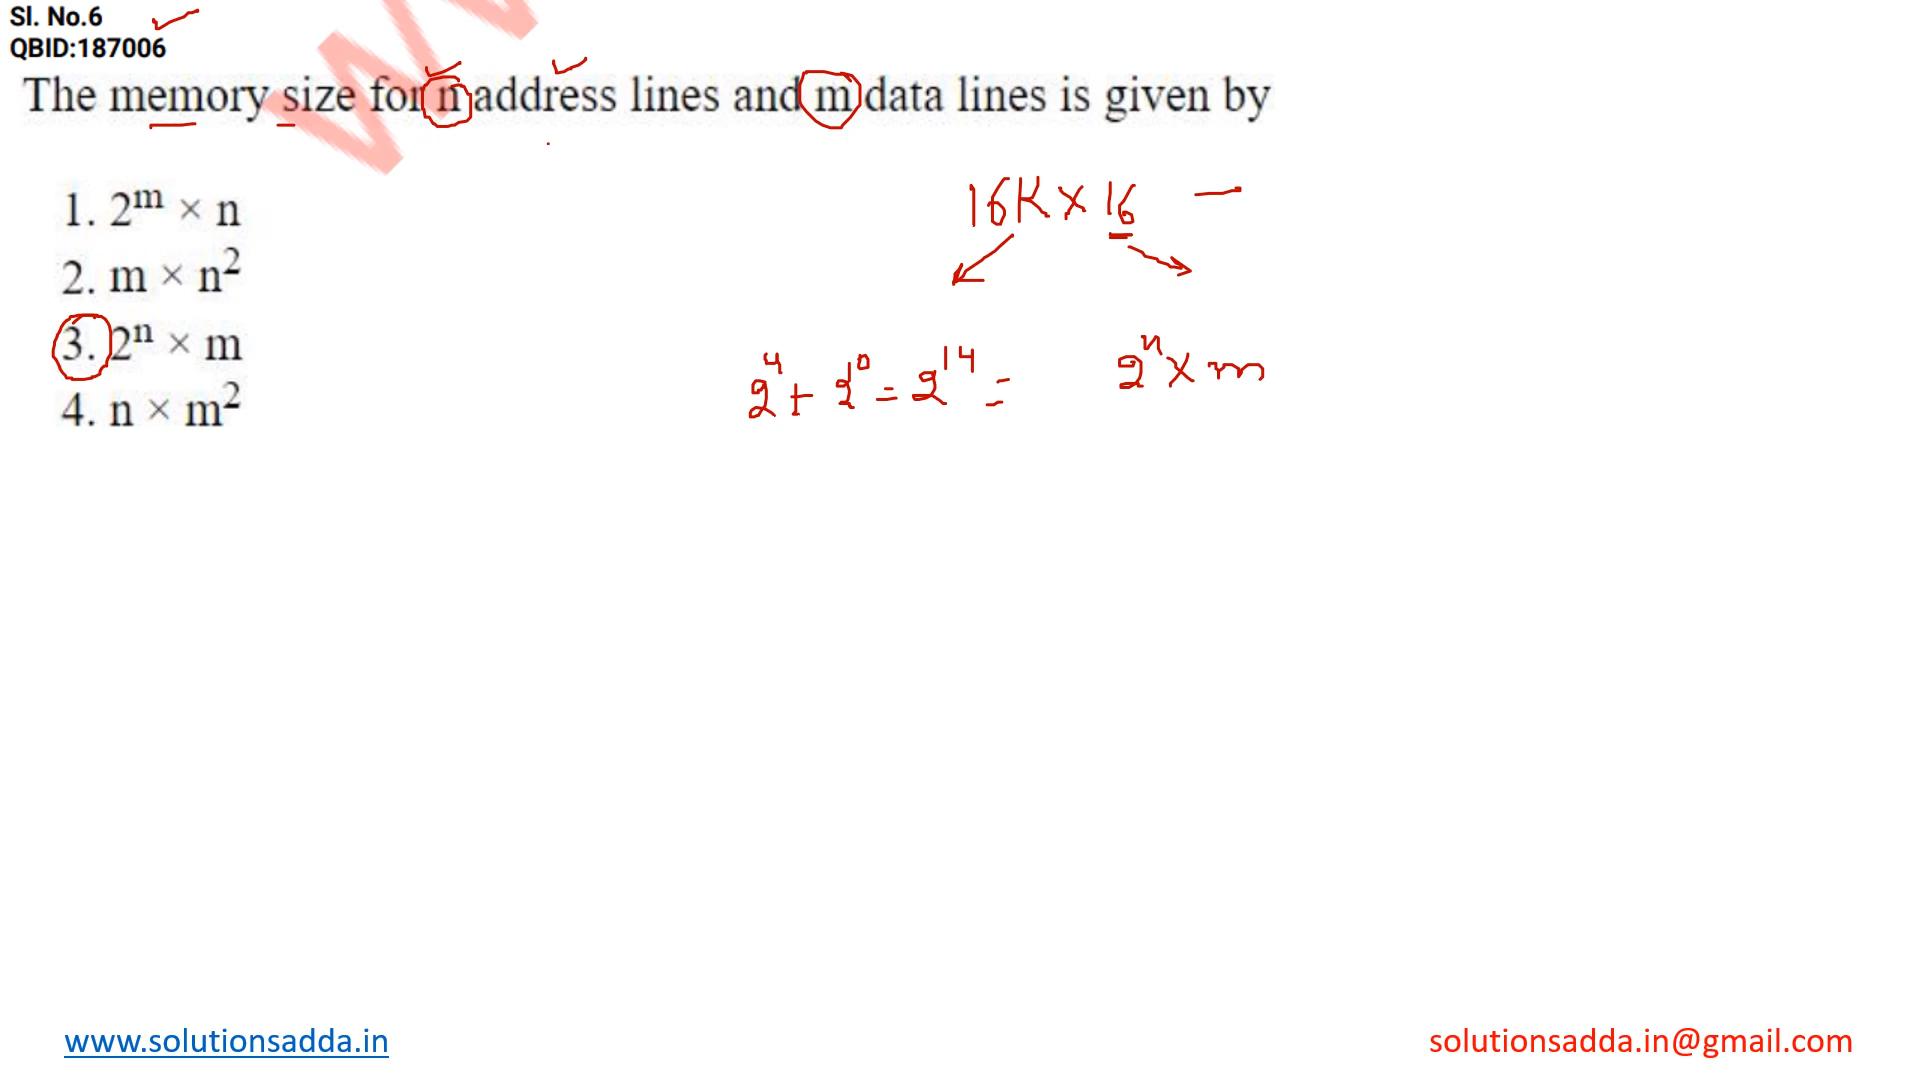 Sl. No.6
QBID:187006
The memory size for n address lines and m data lines is given by
1. 2^m × n
2. m × n²
3. 2ⁿ × m
4. n × m²
16K × 16 —
2⁴ + 2¹⁰ = 2¹⁴ =
2ⁿ × m
www.solutionsadda.in
solutionsadda.in@gmail.com